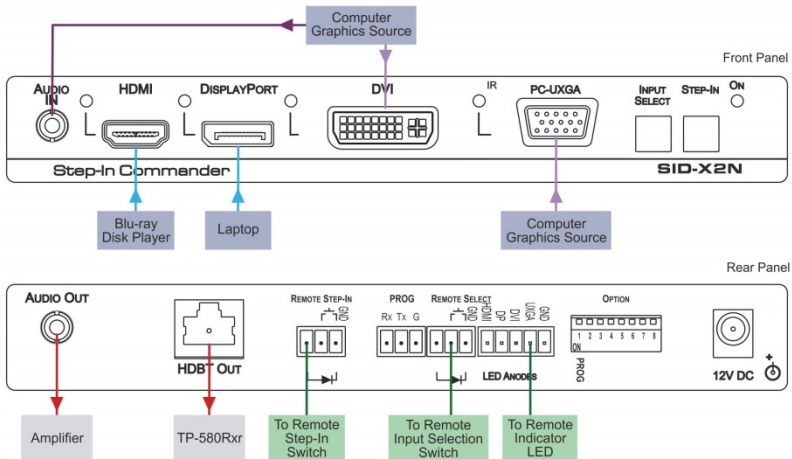 Computer
Graphics Source
Front Panel
AUDIO IN
HDMI
DISPLAYPORT
DVI
IR
PC-UXGA
INPUT SELECT
STEP-IN
ON
Step-In Commander
SID-X2N
Blu-ray
Disk Player
Laptop
Computer
Graphics Source
Rear Panel
AUDIO OUT
HDBT OUT
REMOTE STEP-IN
GND
PROG
Rx Tx G
REMOTE SELECT
GND
HDMI
DP
DVI
UXGA
GND
LED ANODES
OPTION
1 2 3 4 5 6 7 8
ON
PROG
12V DC
+
Amplifier
TP-580Rxr
To Remote
Step-In
Switch
To Remote
Input Selection
Switch
To Remote
Indicator
LED